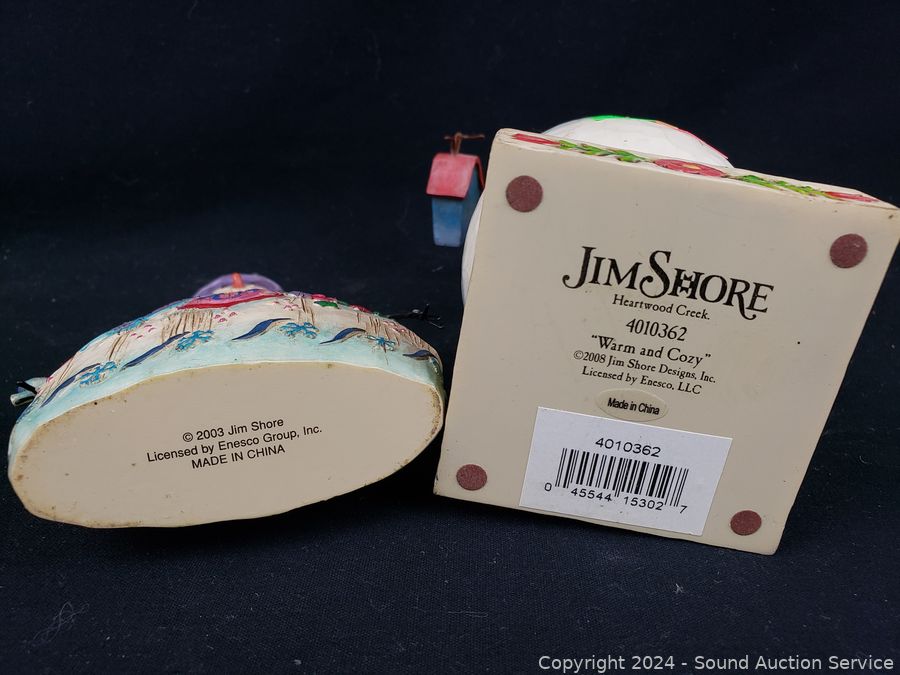 © 2003 Jim Shore
Licensed by Enesco Group, Inc.
MADE IN CHINA
JIM SHORE
Heartwood Creek.
4010362
"Warm and Cozy"
©2008 Jim Shore Designs, Inc.
Licensed by Enesco, LLC
Made in China
4010362
0 45544 15302 7
Copyright 2024 - Sound Auction Service